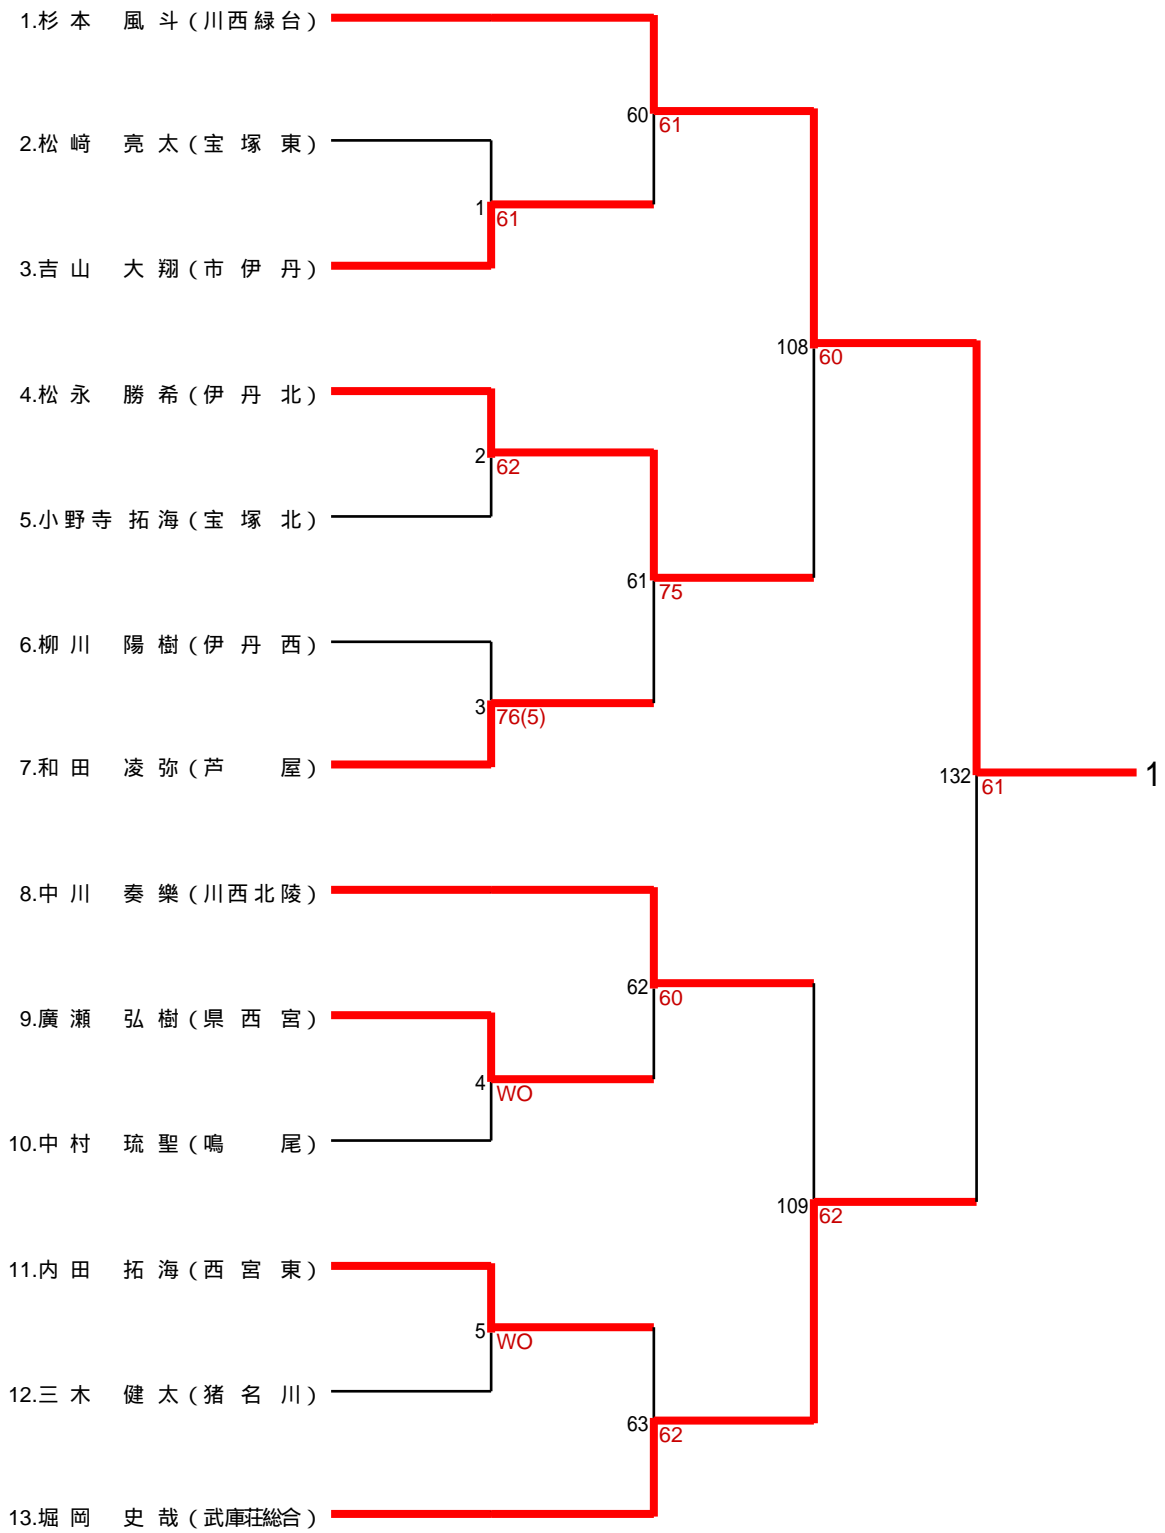 1.杉本 風斗(川西緑台)
60
61
2.松﨑 亮太(宝塚東)
1
61
3.吉山 大翔(市伊丹)
108
60
4.松永 勝希(伊丹北)
2
62
5.小野寺 拓海(宝塚北)
61
75
6.柳川 陽樹(伊丹西)
3
76(5)
7.和田 凌弥(芦屋)
132
61
1
8.中川 奏樂(川西北陵)
62
60
9.廣瀬 弘樹(県西宮)
4
WO
10.中村 琉聖(鳴尾)
109
62
11.内田 拓海(西宮東)
5
WO
12.三木 健太(猪名川)
63
62
13.堀岡 史哉(武庫荘総合)